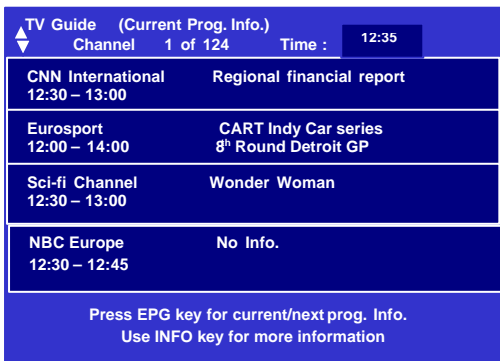 TV Guide (Current Prog. Info.)
Channel 1 of 124 Time : 12:35
CNN International Regional financial report
12:30 – 13:00
Eurosport CART Indy Car series
12:00 – 14:00 8h Round Detroit GP
Sci-fi Channel Wonder Woman
12:30 – 13:00
NBC Europe No Info.
12:30 – 12:45
Press EPG key for current/next prog. Info.
Use INFO key for more information